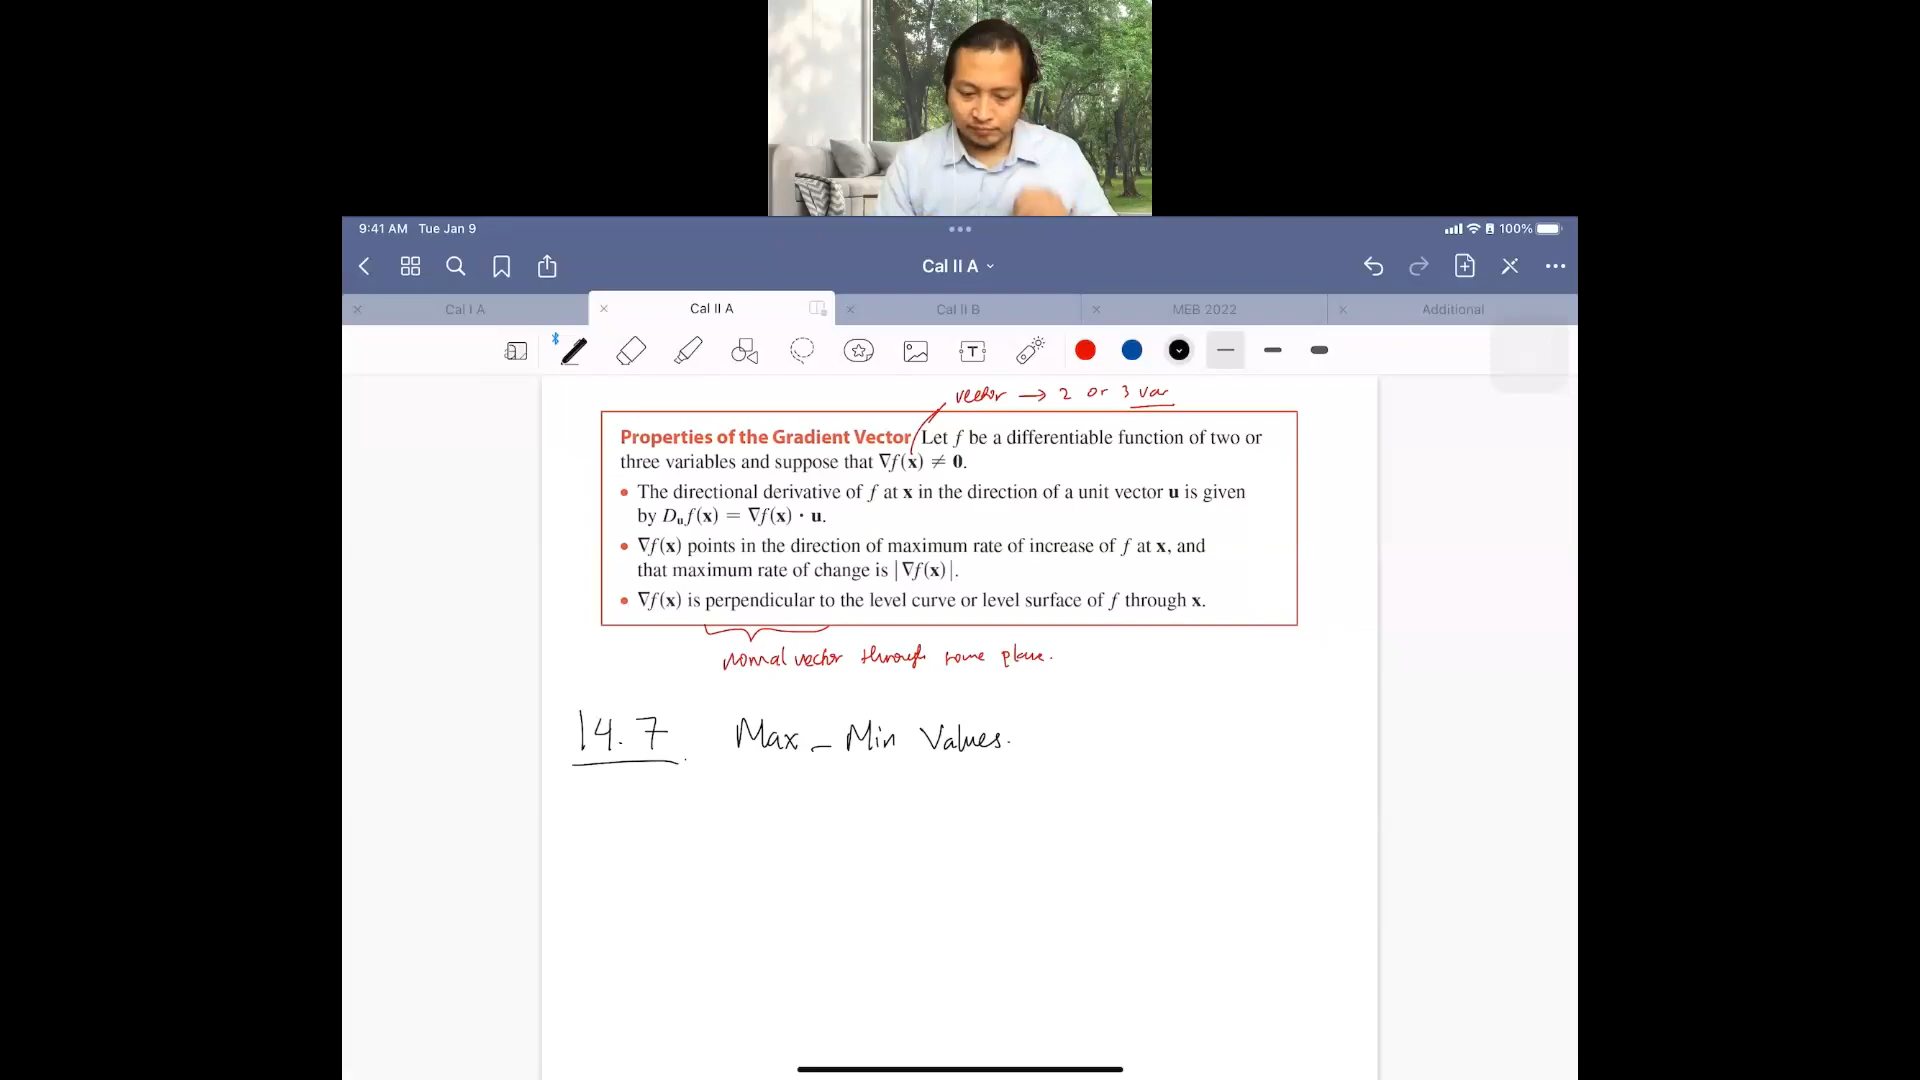 9:41 AM Tue Jan 9
100%
Cal II A
Cal I A
Cal II A
Cal II B
MEB 2022
Additional
T
vector → 2 or 3 var
Properties of the Gradient Vector Let f be a differentiable function of two or
three variables and suppose that ∇f(x) ≠ 0.
• The directional derivative of f at x in the direction of a unit vector u is given
by Duf(x) = ∇f(x) · u.
• ∇f(x) points in the direction of maximum rate of increase of f at x, and
that maximum rate of change is |∇f(x)|.
• ∇f(x) is perpendicular to the level curve or level surface of f through x.
normal vector through some plane.
14.7 Max - Min Values.